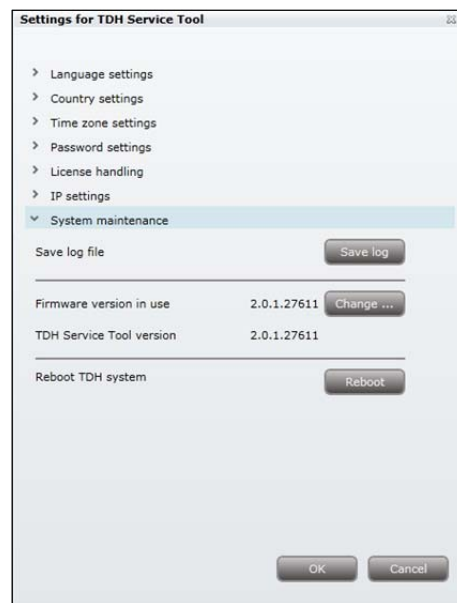 Settings for TDH Service Tool
Language settings
Country settings
Time zone settings
Password settings
License handling
IP settings
System maintenance
Save log file Save log
Firmware version in use 2.0.1.27611 Change ...
TDH Service Tool version 2.0.1.27611
Reboot TDH system Reboot
OK Cancel